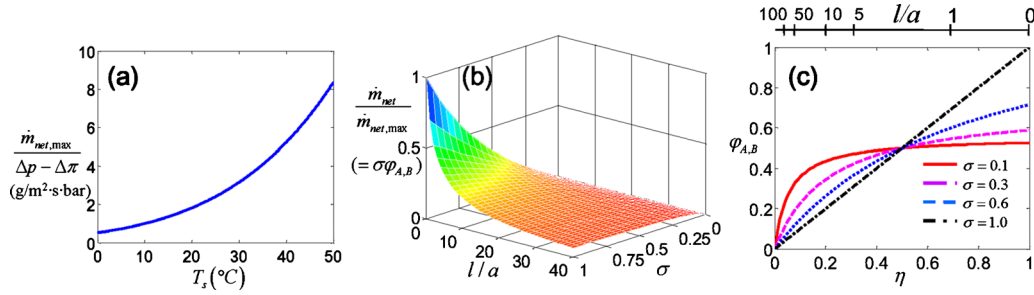 (a)
10
8
6
4
2
0
ṁnet,max
Δp − Δπ
(g/m²·s·bar)
0 10 20 30 40 50
Ts(°C)
(b)
1
0.5
0
ṁnet
ṁnet,max
(= σφA,B)
0 10 20 30 40
l/a
1 0.75 0.5 0.25 0
σ
100 50 10 5 l/a 1 0
(c)
1
0.8
0.6
0.4
0.2
0
φA,B
σ = 0.1
σ = 0.3
σ = 0.6
σ = 1.0
0 0.2 0.4 0.6 0.8 1
η